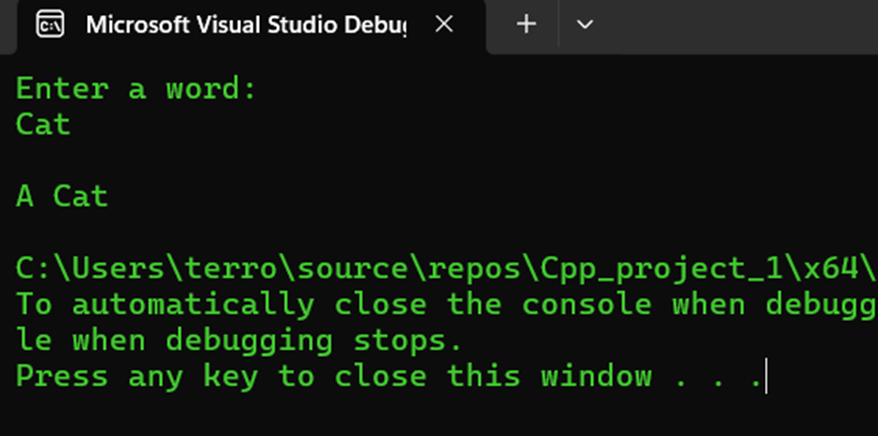 Microsoft Visual Studio Debu
Enter a word:
Cat
A Cat
C:\Users\terro\source\repos\Cpp_project_1\x64\
To automatically close the console when debugg
le when debugging stops.
Press any key to close this window . . .